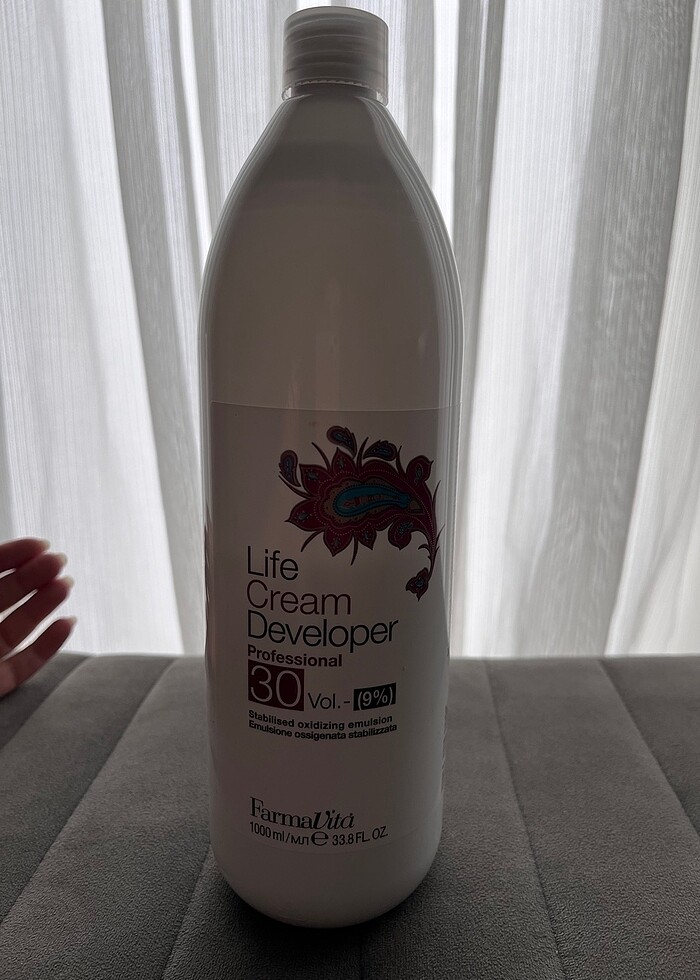 Life
Cream
Developer
Professional
30 Vol.-(9%)
Stabilised oxidizing emulsion
Emulsione ossigenata stabilizzata
FarmaVita
1000 ml/мл ℮ 33.8 FL. OZ.